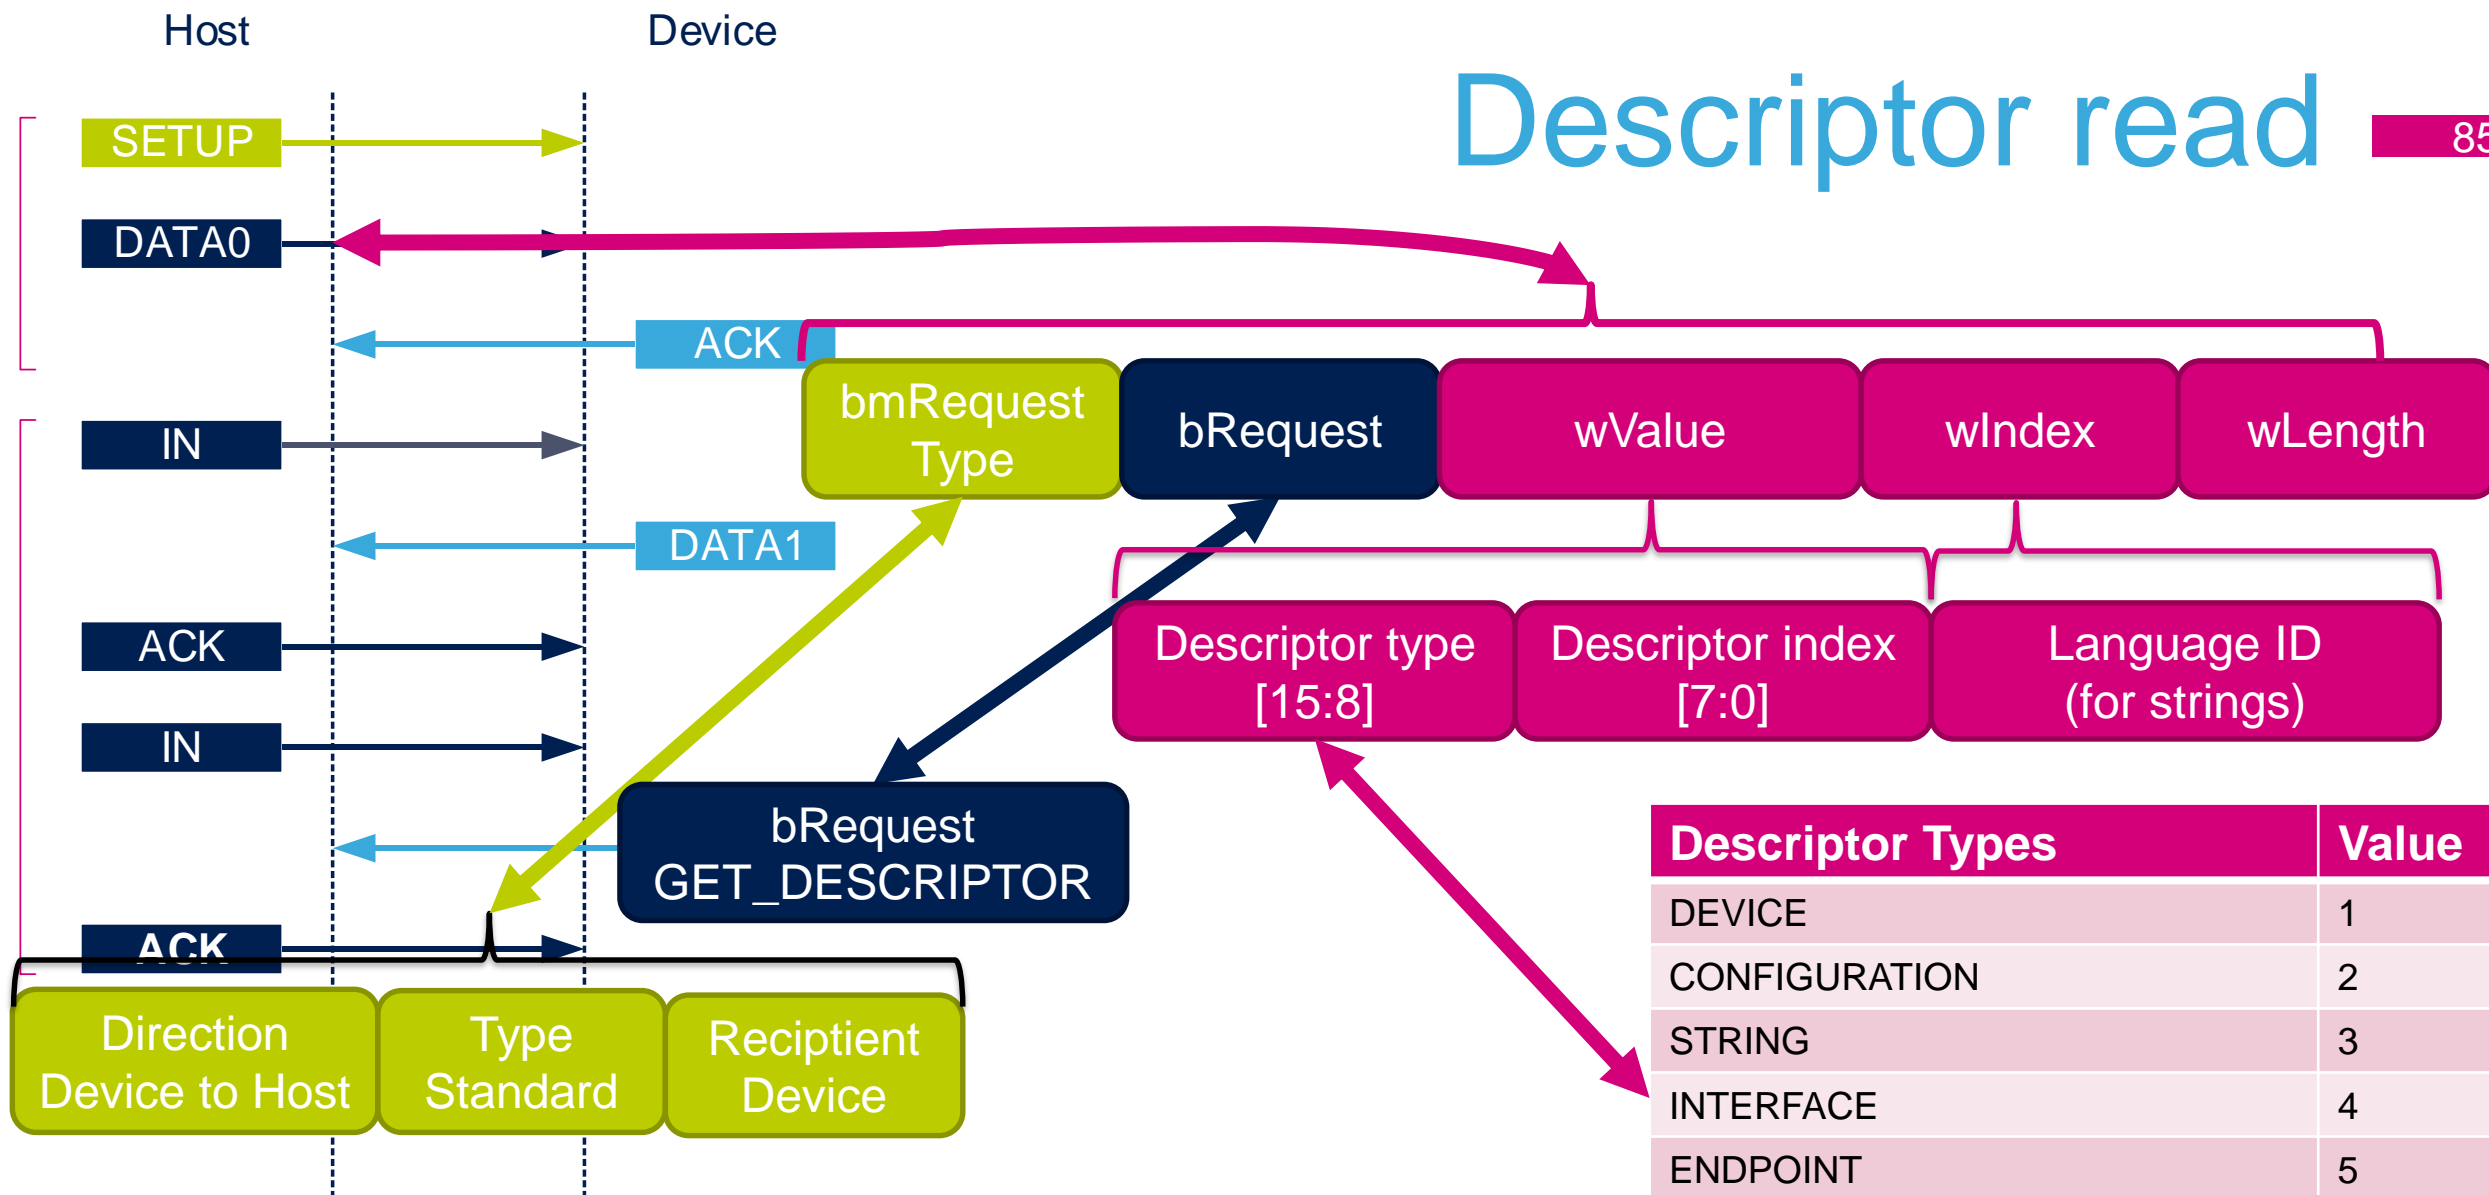 Host
Device
Descriptor read
85
SETUP
DATA0
ACK
bmRequest
Type
bRequest
wValue
wIndex
wLength
IN
DATA1
ACK
Descriptor type
[15:8]
Descriptor index
[7:0]
Language ID
(for strings)
IN
bRequest
GET_DESCRIPTOR
ACK
Direction
Device to Host
Type
Standard
Reciptient
Device
Descriptor Types Value
DEVICE 1
CONFIGURATION 2
STRING 3
INTERFACE 4
ENDPOINT 5